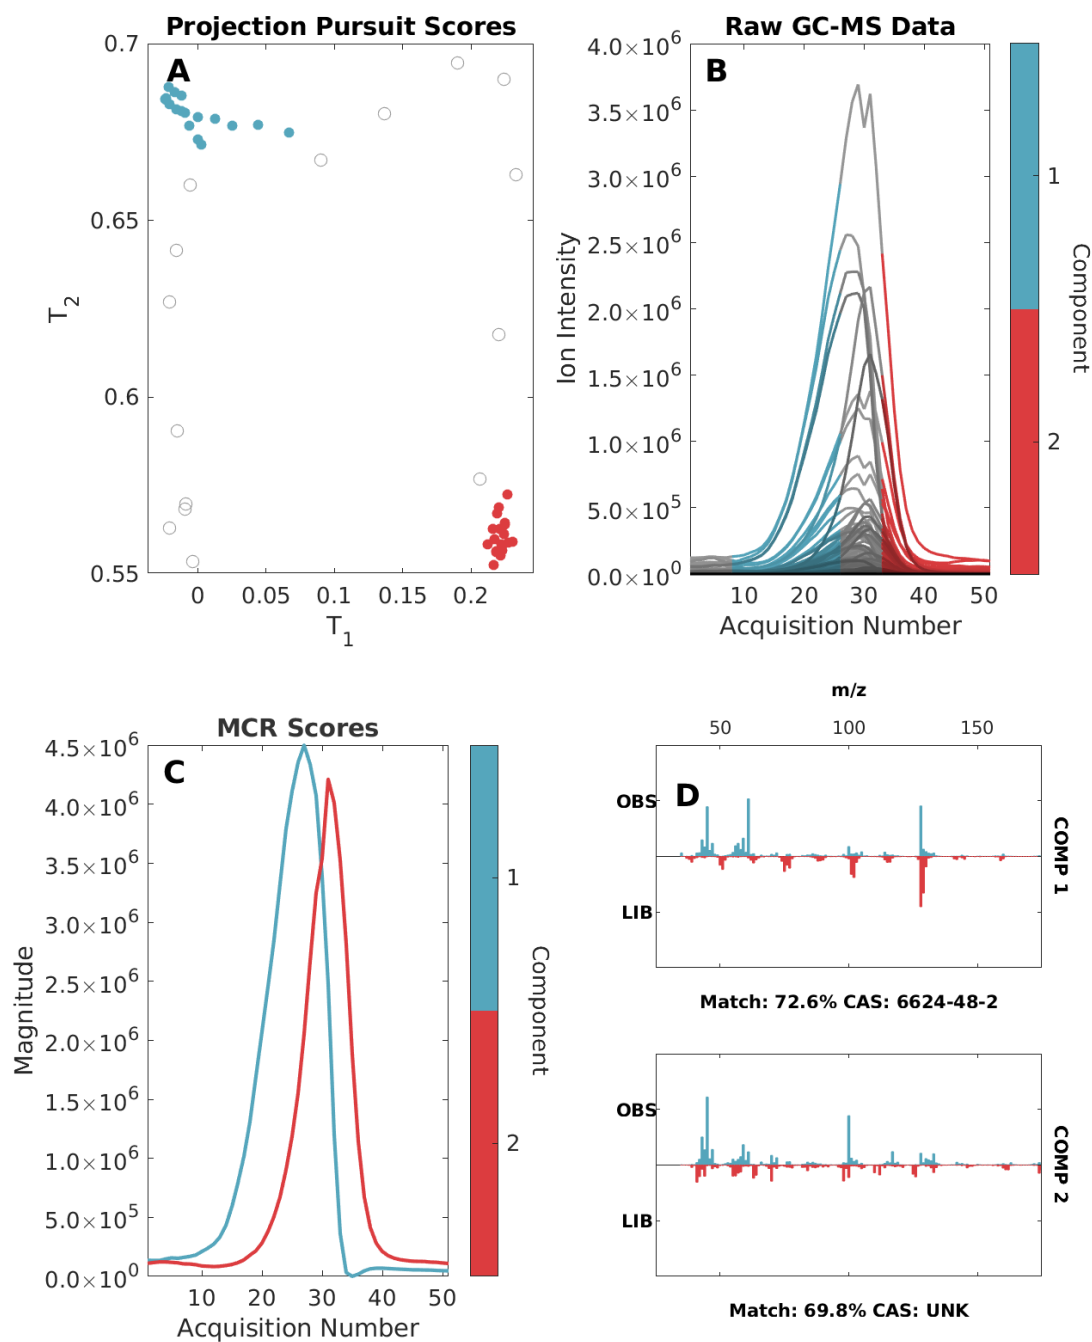 Projection Pursuit Scores
A
0.7
0.65
0.6
0.55
T2
0
0.05
0.1
0.15
0.2
T1
Raw GC-MS Data
B
4.0×10^6
3.5×10^6
3.0×10^6
2.5×10^6
2.0×10^6
1.5×10^6
1.0×10^6
5.0×10^5
0.0×10^0
Ion Intensity
10
20
30
40
50
Acquisition Number
1
2
Component
MCR Scores
C
4.5×10^6
4.0×10^6
3.5×10^6
3.0×10^6
2.5×10^6
2.0×10^6
1.5×10^6
1.0×10^6
5.0×10^5
0.0×10^0
Magnitude
10
20
30
40
50
Acquisition Number
1
2
Component
m/z
50
100
150
D
OBS
LIB
COMP 1
Match: 72.6% CAS: 6624-48-2
OBS
LIB
COMP 2
Match: 69.8% CAS: UNK